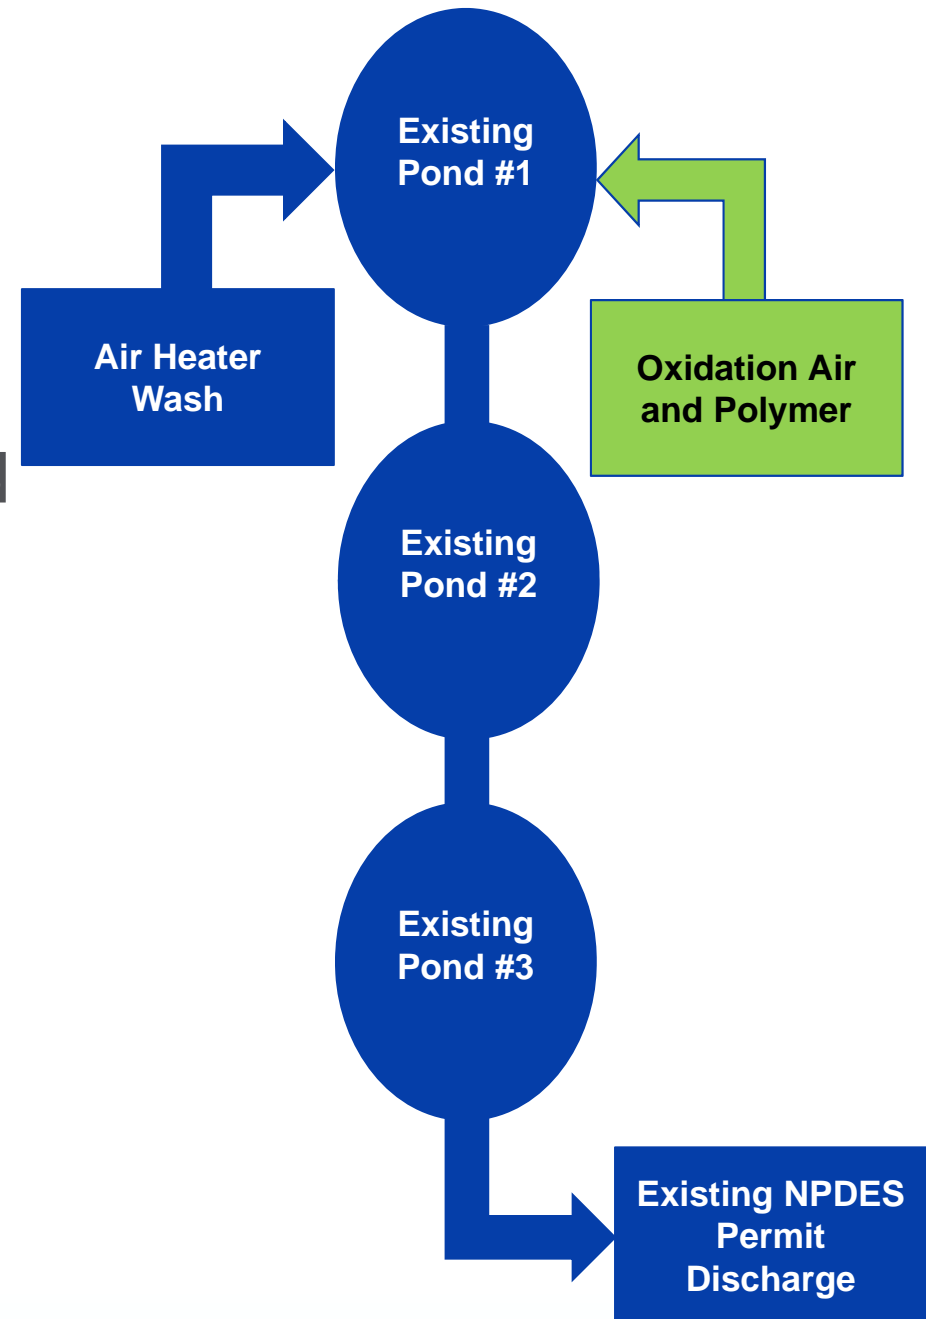 Existing
Pond #1
Air Heater
Wash
Oxidation Air
and Polymer
Existing
Pond #2
Existing
Pond #3
Existing NPDES
Permit
Discharge